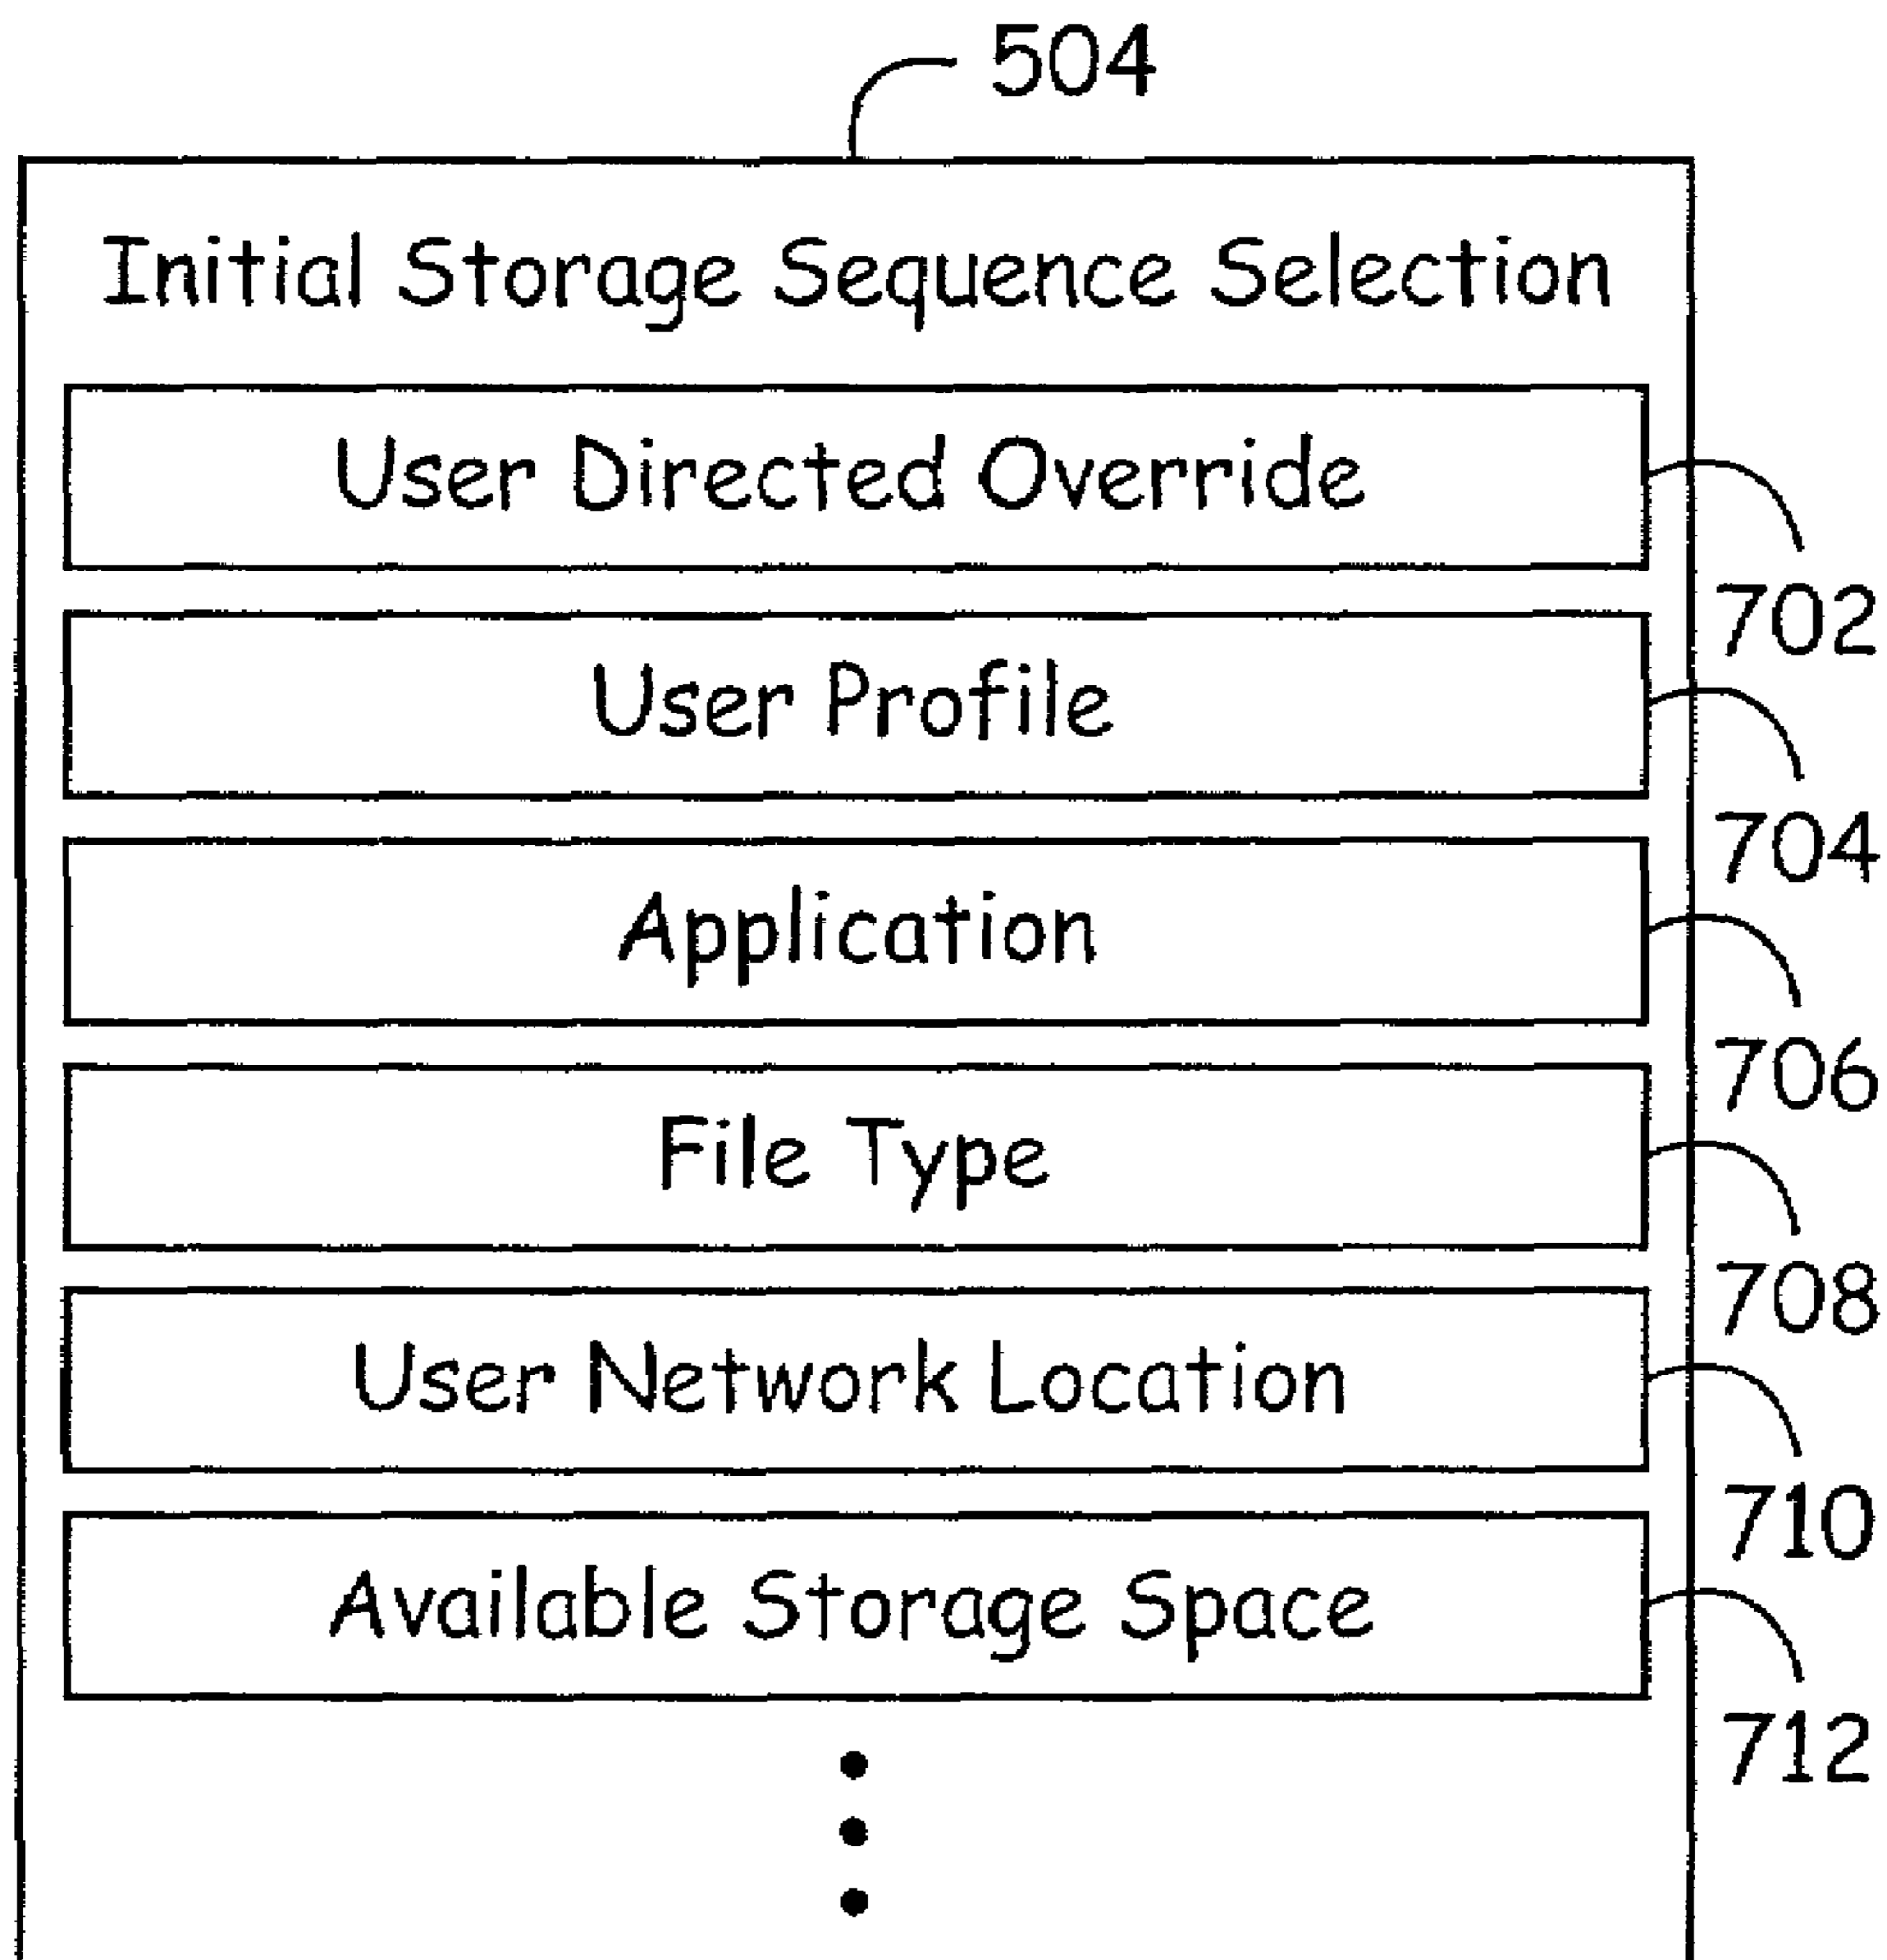 504
Initial Storage Sequence Selection
User Directed Override
702
User Profile
704
Application
706
File Type
708
User Network Location
710
Available Storage Space
712